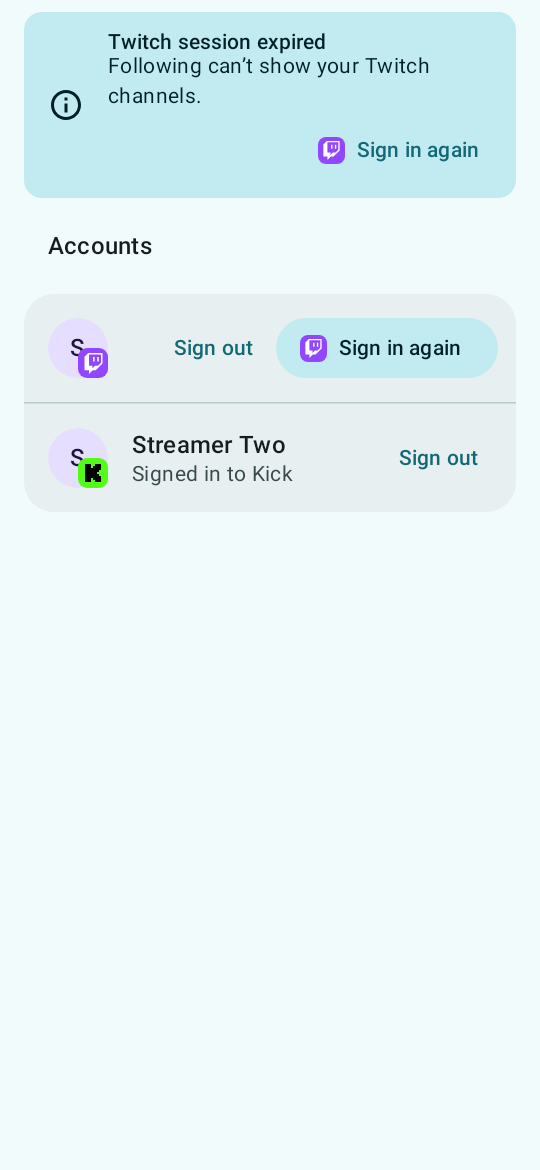 Twitch session expired
Following can’t show your Twitch
channels.
Sign in again
Accounts
S
Sign out
Sign in again
S
Streamer Two
Signed in to Kick
Sign out